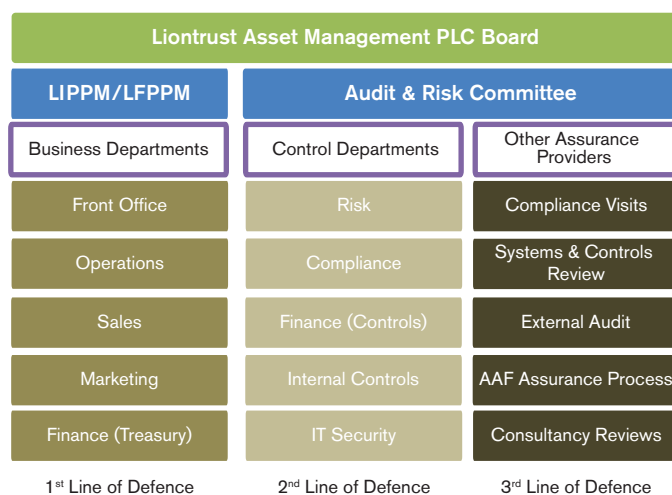 Liontrust Asset Management PLC Board
LIPPM/LFPPM
Audit & Risk Committee
Business Departments
Control Departments
Other Assurance
Providers
Front Office
Risk
Compliance Visits
Operations
Compliance
Systems & Controls
Review
Sales
Finance (Controls)
External Audit
Marketing
Internal Controls
AAF Assurance Process
Finance (Treasury)
IT Security
Consultancy Reviews
1st Line of Defence
2nd Line of Defence
3rd Line of Defence